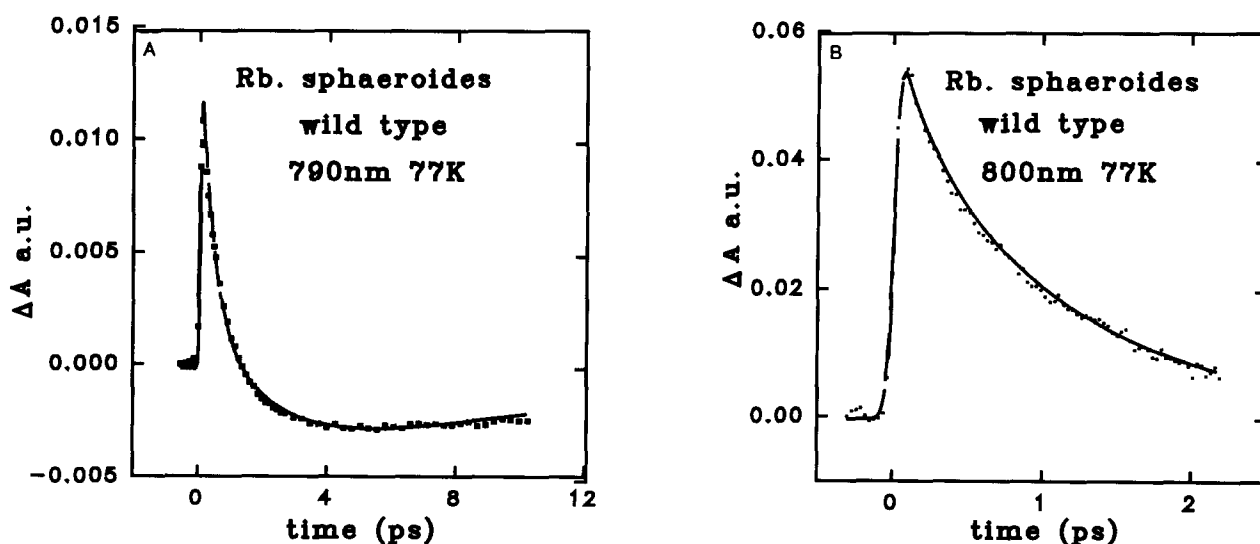 A
Rb. sphaeroides
wild type
790nm 77K
0.015
0.010
0.005
0.000
−0.005
ΔA a.u.
0 4 8 12
time (ps)
B
Rb. sphaeroides
wild type
800nm 77K
0.06
0.04
0.02
0.00
ΔA a.u.
0 1 2
time (ps)